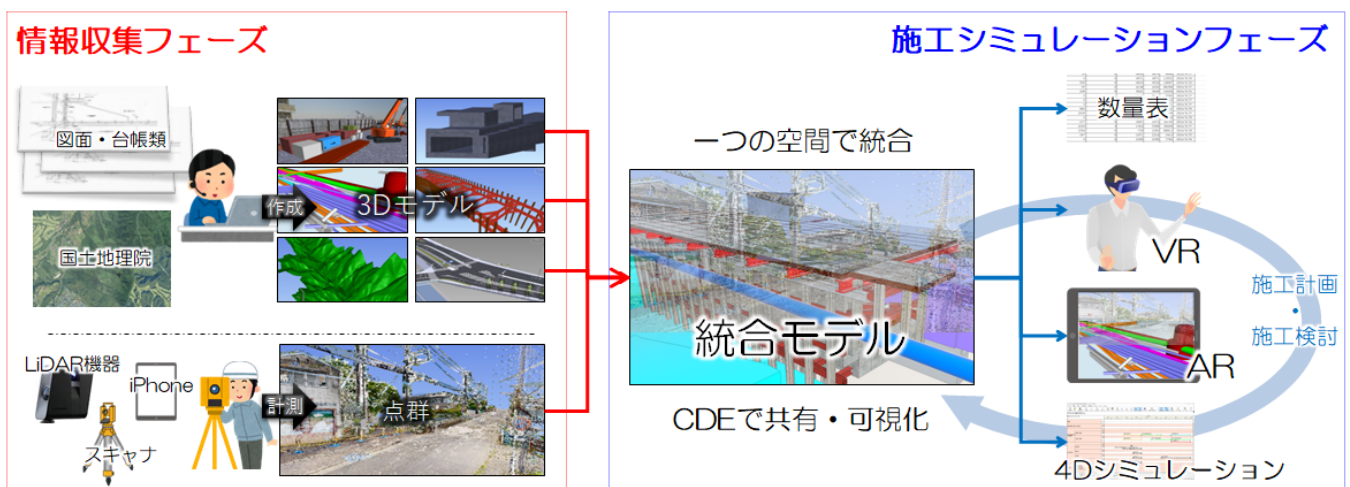 情報収集フェーズ
図面・台帳類
国土地理院
作成
3Dモデル
LiDAR機器
iPhone
スキャナ
計測
点群
施工シミュレーションフェーズ
一つの空間で統合
統合モデル
CDEで共有・可視化
数量表
VR
AR
4Dシミュレーション
施工計画
・
施工検討